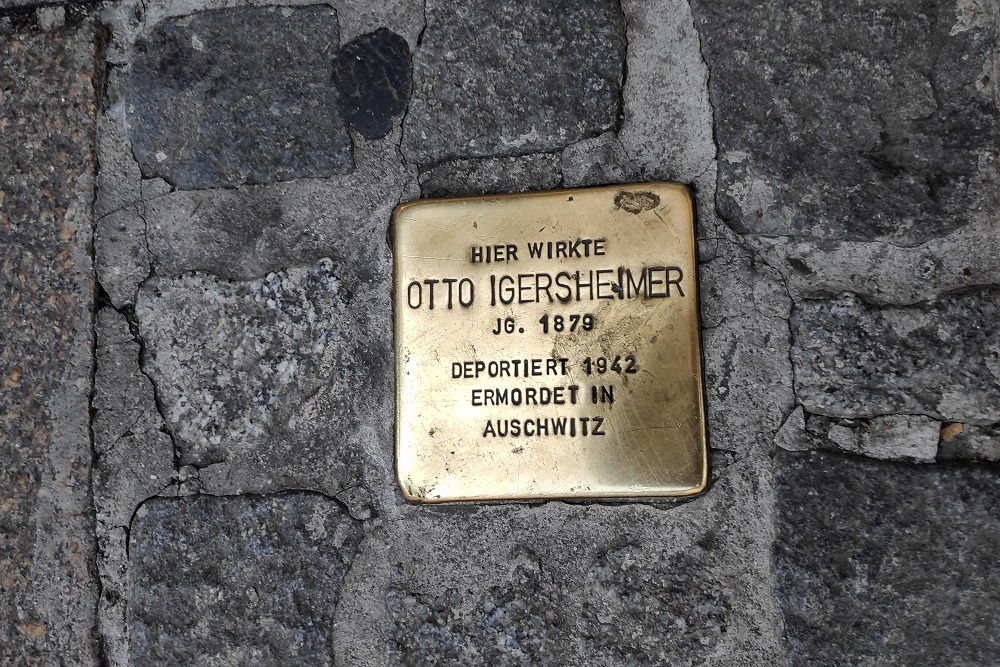 HIER WIRKTE
OTTO IGERSHEIMER
JG. 1879
DEPORTIERT 1942
ERMORDET IN
AUSCHWITZ